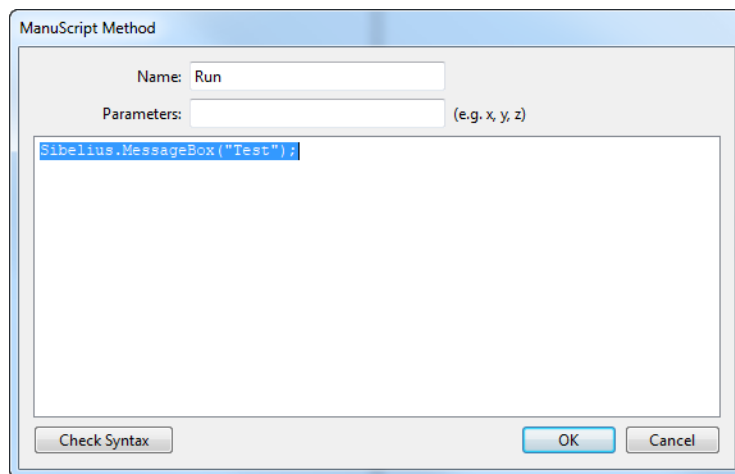 ManuScript Method
Name: Run
Parameters: (e.g. x, y, z)
Sibelius.MessageBox("Test");
Check Syntax OK Cancel